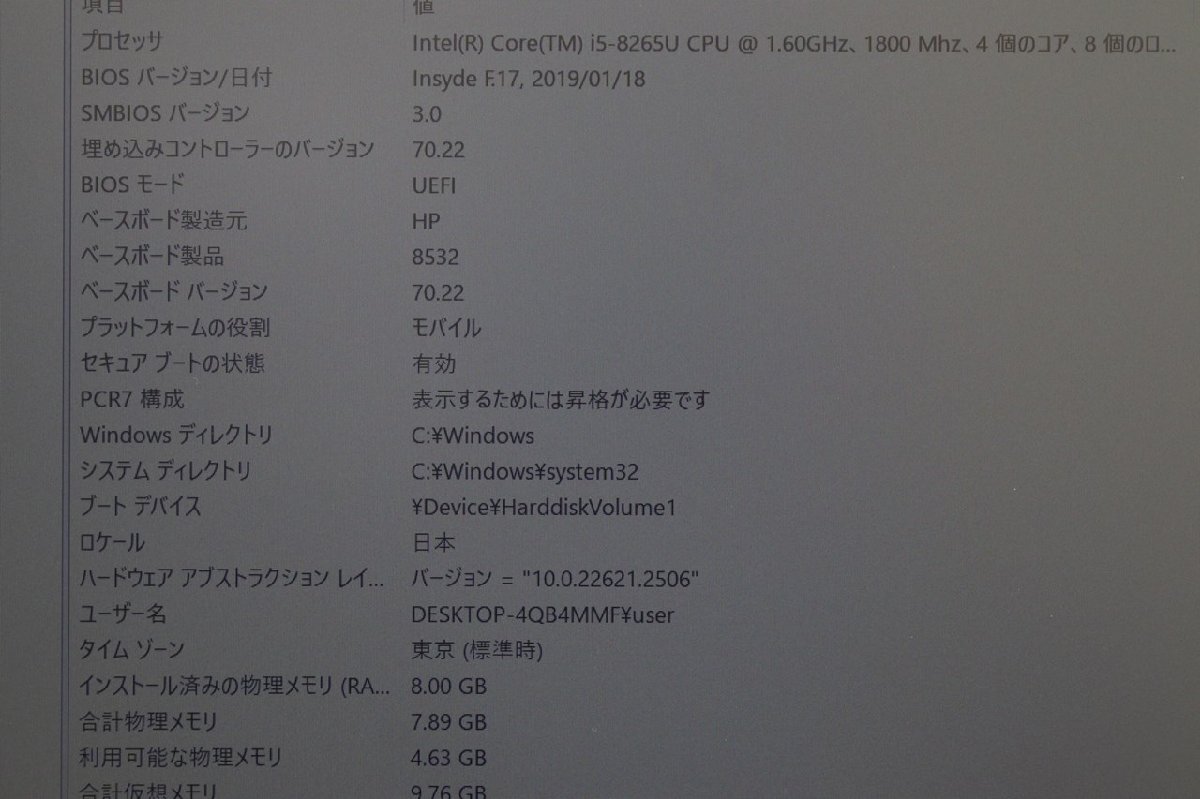 項目 値
プロセッサ Intel(R) Core(TM) i5-8265U CPU @ 1.60GHz、1800 Mhz、4 個のコア、8 個のロ...
BIOS バージョン/日付 Insyde F.17, 2019/01/18
SMBIOS バージョン 3.0
埋め込みコントローラーのバージョン 70.22
BIOS モード UEFI
ベースボード製造元 HP
ベースボード製品 8532
ベースボード バージョン 70.22
プラットフォームの役割 モバイル
セキュア ブートの状態 有効
PCR7 構成 表示するためには昇格が必要です
Windows ディレクトリ C:¥Windows
システム ディレクトリ C:¥Windows¥system32
ブート デバイス ¥Device¥HarddiskVolume1
ロケール 日本
ハードウェア アブストラクション レイ... バージョン = "10.0.22621.2506"
ユーザー名 DESKTOP-4QB4MMF¥user
タイム ゾーン 東京 (標準時)
インストール済みの物理メモリ (RA... 8.00 GB
合計物理メモリ 7.89 GB
利用可能な物理メモリ 4.63 GB
合計仮想メモリ 9.76 GB